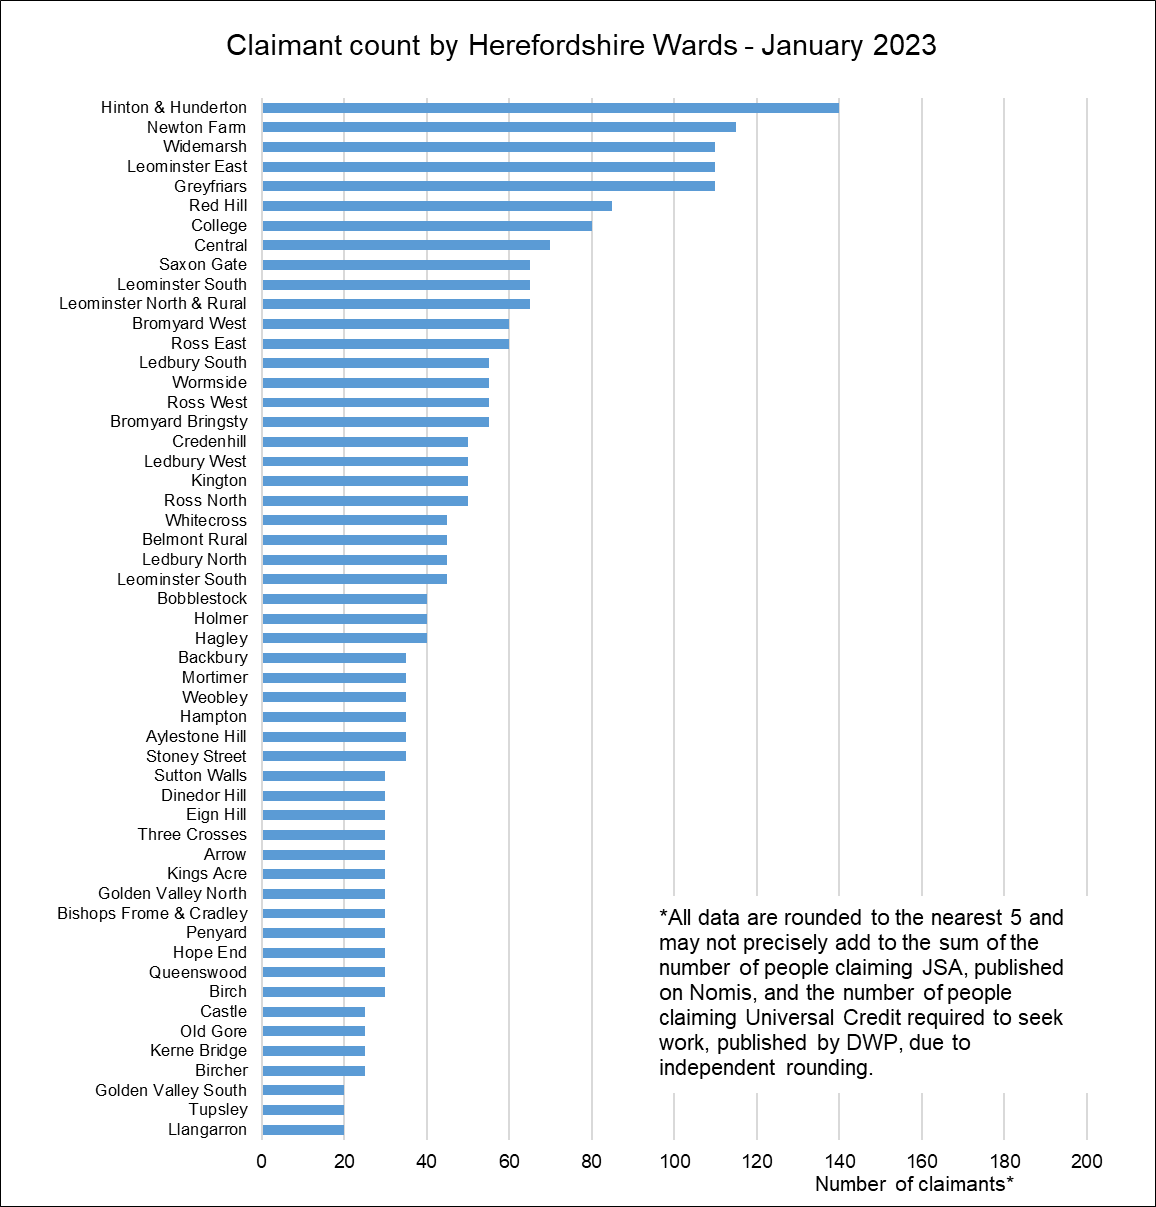 Claimant count by Herefordshire Wards - January 2023
Hinton & Hunderton
Newton Farm
Widemarsh
Leominster East
Greyfriars
Red Hill
College
Central
Saxon Gate
Leominster South
Leominster North & Rural
Bromyard West
Ross East
Ledbury South
Wormside
Ross West
Bromyard Bringsty
Credenhill
Ledbury West
Kington
Ross North
Whitecross
Belmont Rural
Ledbury North
Leominster South
Bobblestock
Holmer
Hagley
Backbury
Mortimer
Weobley
Hampton
Aylestone Hill
Stoney Street
Sutton Walls
Dinedor Hill
Eign Hill
Three Crosses
Arrow
Kings Acre
Golden Valley North
Bishops Frome & Cradley
Penyard
Hope End
Queenswood
Birch
Castle
Old Gore
Kerne Bridge
Bircher
Golden Valley South
Tupsley
Llangarron
*All data are rounded to the nearest 5 and
may not precisely add to the sum of the
number of people claiming JSA, published
on Nomis, and the number of people
claiming Universal Credit required to seek
work, published by DWP, due to
independent rounding.
0 20 40 60 80 100 120 140 160 180 200
Number of claimants*